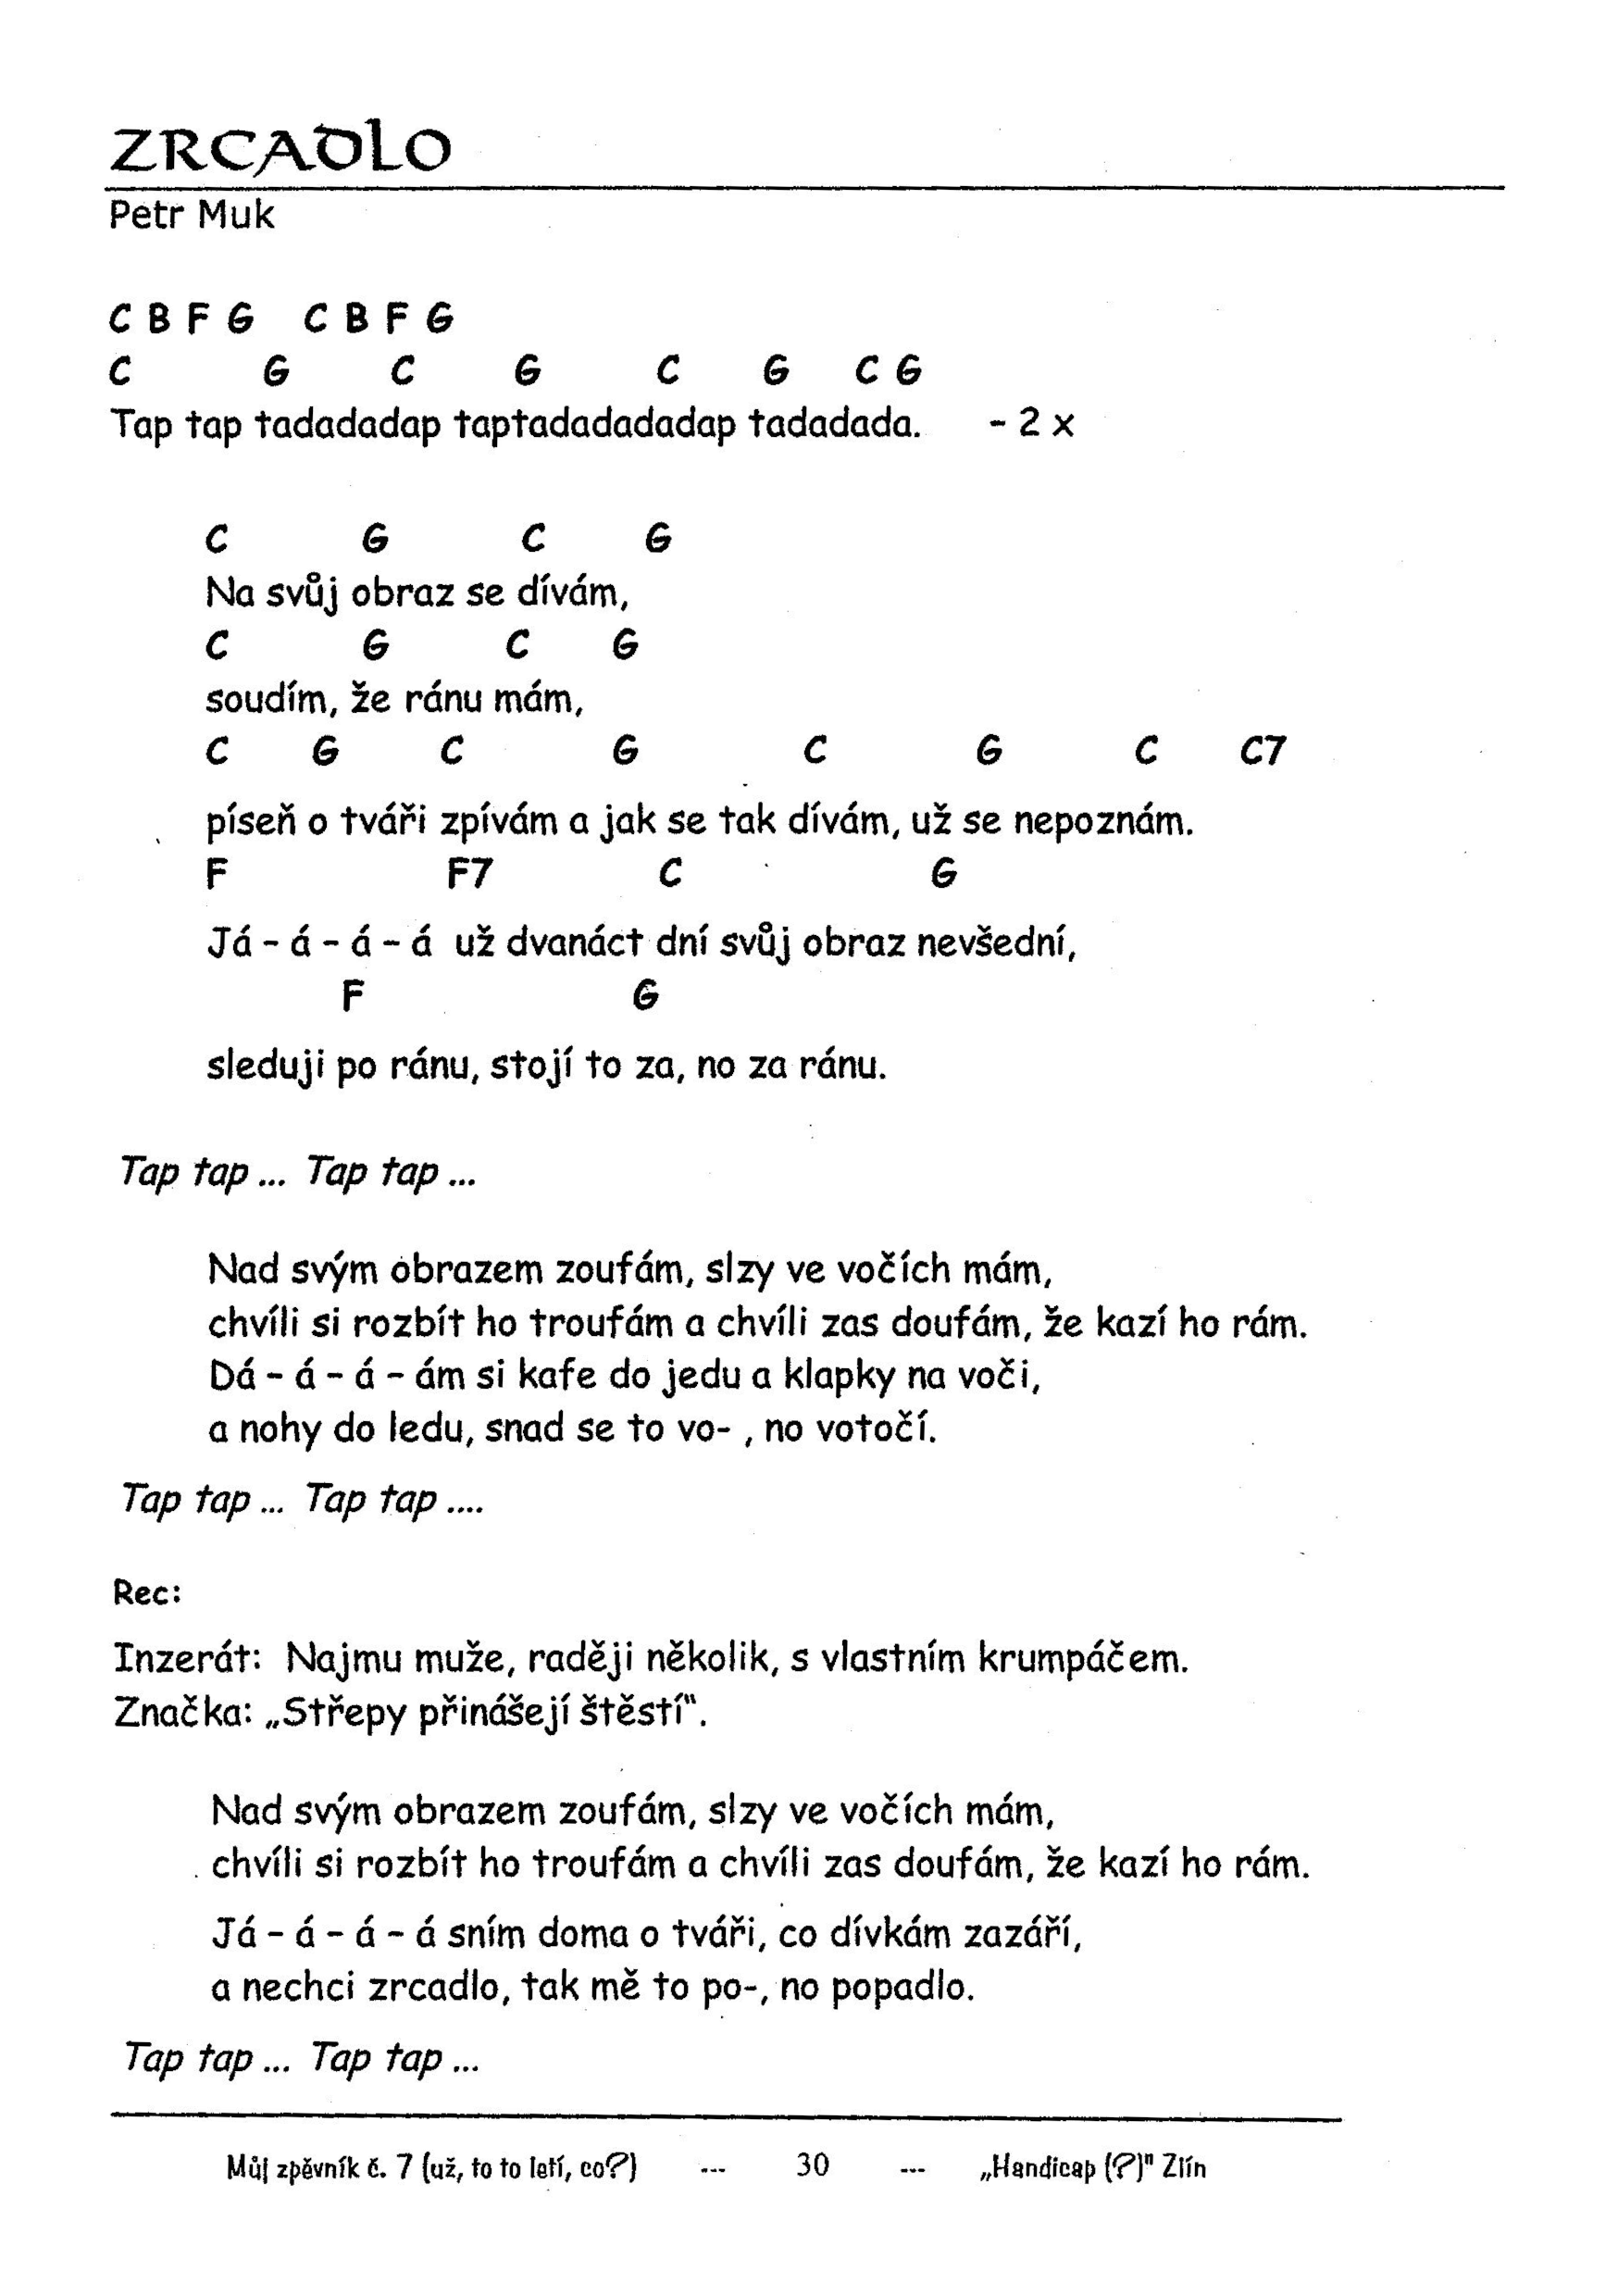 ZRCADLO
Petr Muk
C B F G C B F G
C G C G C G C G
Tap tap tadadadap taptadadadadap tadadada. - 2 x
C G C G
Na svůj obraz se dívám,
C G C G
soudím, že ránu mám,
C G C G C G C C7
píseň o tváři zpívám a jak se tak dívám, už se nepoznám.
F F7 C G
Já - á - á - á už dvanáct dní svůj obraz nevšední,
F G
sleduji po ránu, stojí to za, no za ránu.
Tap tap ... Tap tap ...
Nad svým obrazem zoufám, slzy ve vočích mám,
chvíli si rozbít ho troufám a chvíli zas doufám, že kazí ho rám.
Dá - á - á - ám si kafe do jedu a klapky na voči,
a nohy do ledu, snad se to vo- , no votočí.
Tap tap ... Tap tap ....
Rec:
Inzerát: Najmu muže, raději několik, s vlastním krumpáčem.
Značka: „Střepy přinášejí štěstí".
Nad svým obrazem zoufám, slzy ve vočích mám,
chvíli si rozbít ho troufám a chvíli zas doufám, že kazí ho rám.
Já - á - á - á sním doma o tváři, co dívkám zazáří,
a nechci zrcadlo, tak mě to po-, no popadlo.
Tap tap ... Tap tap ...
Můj zpěvník č. 7 (už, to to letí, co?) --- 30 --- „Handicap (?)" Zlín